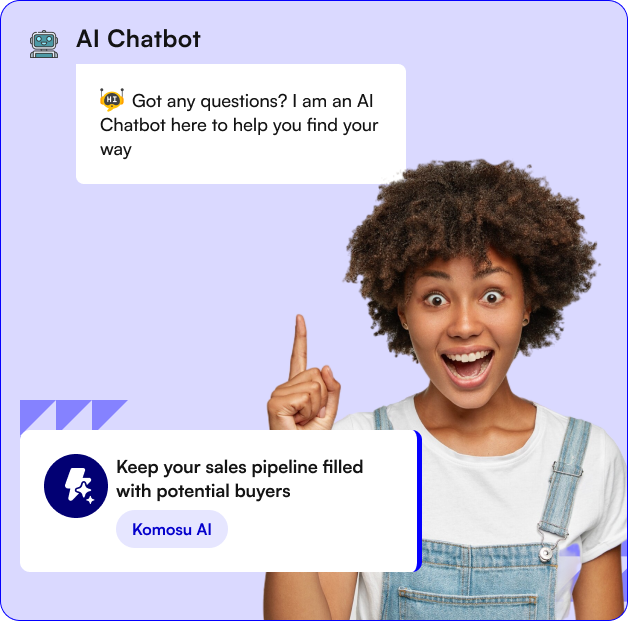 AI Chatbot
HI Got any questions? I am an AI
Chatbot here to help you find your
way
Keep your sales pipeline filled
with potential buyers
Komosu AI